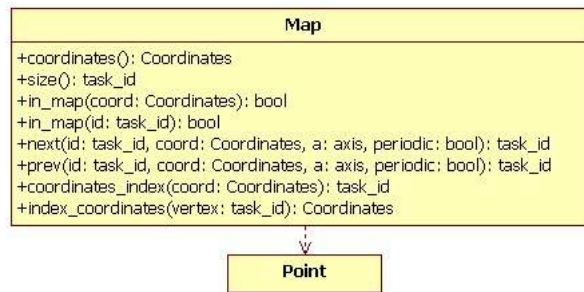 Map
+coordinates(): Coordinates
+size(): task_id
+in_map(coord: Coordinates): bool
+in_map(id: task_id): bool
+next(id: task_id, coord: Coordinates, a: axis, periodic: bool): task_id
+prev(id: task_id, coord: Coordinates, a: axis, periodic: bool): task_id
+coordinates_index(coord: Coordinates): task_id
+index_coordinates(vertex: task_id): Coordinates
Point